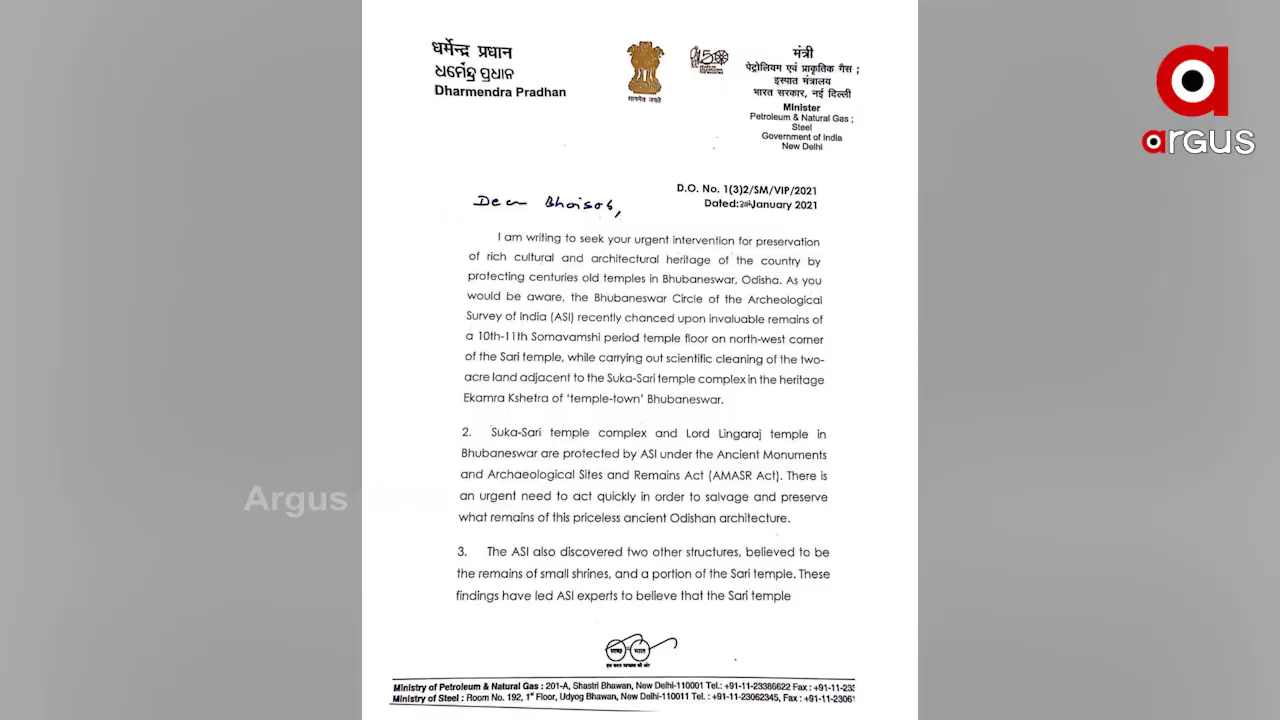 धर्मेन्द्र प्रधान
ଧର୍ମେନ୍ଦ୍ର ପ୍ରଧାନ
Dharmendra Pradhan
सत्यमेव जयते
150
मंत्री
पेट्रोलियम एवं प्राकृतिक गैस ;
इस्पात मंत्रालय
भारत सरकार, नई दिल्ली
Minister
Petroleum & Natural Gas ;
Steel
Government of India
New Delhi
argus
D.O. No. 1(3)2/SM/VIP/2021
Dated: January 2021
Dear Bhaisab,
I am writing to seek your urgent intervention for preservation
of rich cultural and architectural heritage of the country by
protecting centuries old temples in Bhubaneswar, Odisha. As you
would be aware, the Bhubaneswar Circle of the Archeological
Survey of India (ASI) recently chanced upon invaluable remains of
a 10th-11th Somavamshi period temple floor on north-west corner
of the Sari temple, while carrying out scientific cleaning of the two-
acre land adjacent to the Suka-Sari temple complex in the heritage
Ekamra Kshetra of ‘temple-town’ Bhubaneswar.
2. Suka-Sari temple complex and Lord Lingaraj temple in
Bhubaneswar are protected by ASI under the Ancient Monuments
and Archaeological Sites and Remains Act (AMASR Act). There is
an urgent need to act quickly in order to salvage and preserve
what remains of this priceless ancient Odishan architecture.
Argus
3. The ASI also discovered two other structures, believed to be
the remains of small shrines, and a portion of the Sari temple. These
findings have led ASI experts to believe that the Sari temple
स्वच्छ भारत
एक कदम स्वच्छता की ओर
Ministry of Petroleum & Natural Gas : 201-A, Shastri Bhawan, New Delhi-110001 Tel.: +91-11-23386622 Fax : +91-11-23
Ministry of Steel : Room No. 192, 1st Floor, Udyog Bhawan, New Delhi-110011 Tel. : +91-11-23062345, Fax : +91-11-2306